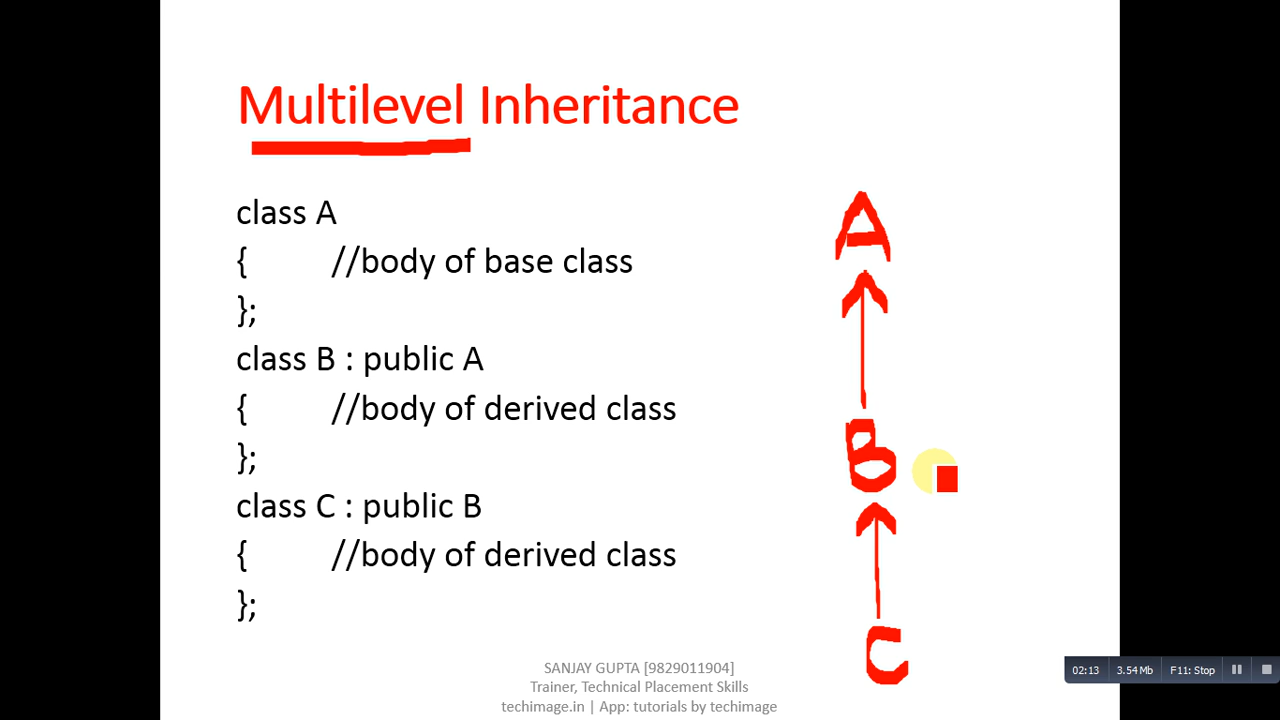 Multilevel Inheritance
class A
{ //body of base class
};
class B : public A
{ //body of derived class
};
class C : public B
{ //body of derived class
};
A
B
C
SANJAY GUPTA [9829011904]
Trainer, Technical Placement Skills
techimage.in | App: tutorials by techimage
02:13 3.54 Mb F11: Stop